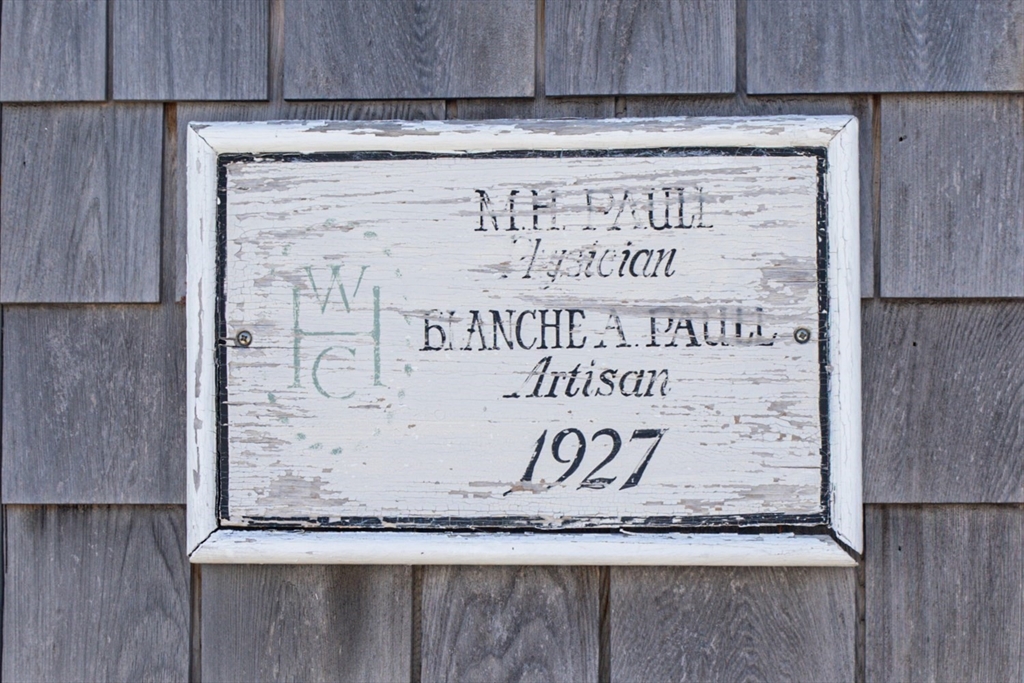 W
H
C
M.H. PAULL
Physician
BLANCHE A. PAULL
Artisan
1927